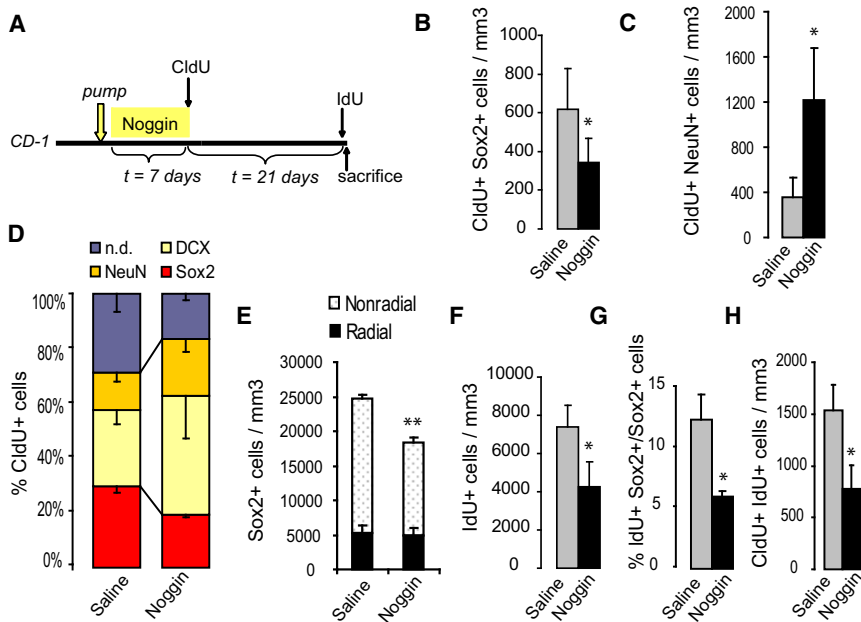 A
pump
CldU
Noggin
IdU
CD-1
t = 7 days
t = 21 days
sacrifice
B
CldU+ Sox2+ cells / mm3
1000
800
600
400
200
0
*
Saline
Noggin
C
CldU+ NeuN+ cells / mm3
2000
1600
1200
800
400
0
*
Saline
Noggin
D
n.d.
DCX
NeuN
Sox2
% CldU+ cells
100%
80%
60%
40%
20%
0%
Saline
Noggin
E
Nonradial
Radial
Sox2+ cells / mm3
30000
25000
20000
15000
10000
5000
0
**
Saline
Noggin
F
IdU+ cells / mm3
10000
8000
6000
4000
2000
0
*
Saline
Noggin
G
% IdU+ Sox2+/Sox2+ cells
15
10
5
0
*
Saline
Noggin
H
CldU+ IdU+ cells / mm3
2000
1500
1000
500
0
*
Saline
Noggin